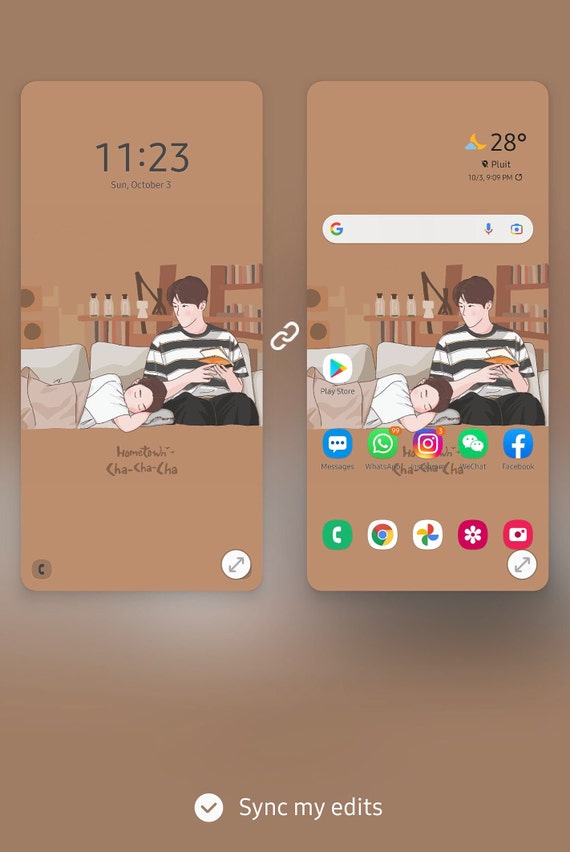 11:23
Sun, October 3
Hometown~
Cha-Cha-Cha
28°
Pluit
10/3, 9:09 PM
Play Store
99
3
Messages
WhatsApp
Instagram
WeChat
Facebook
Hometown~
Cha-Cha-Cha
Sync my edits